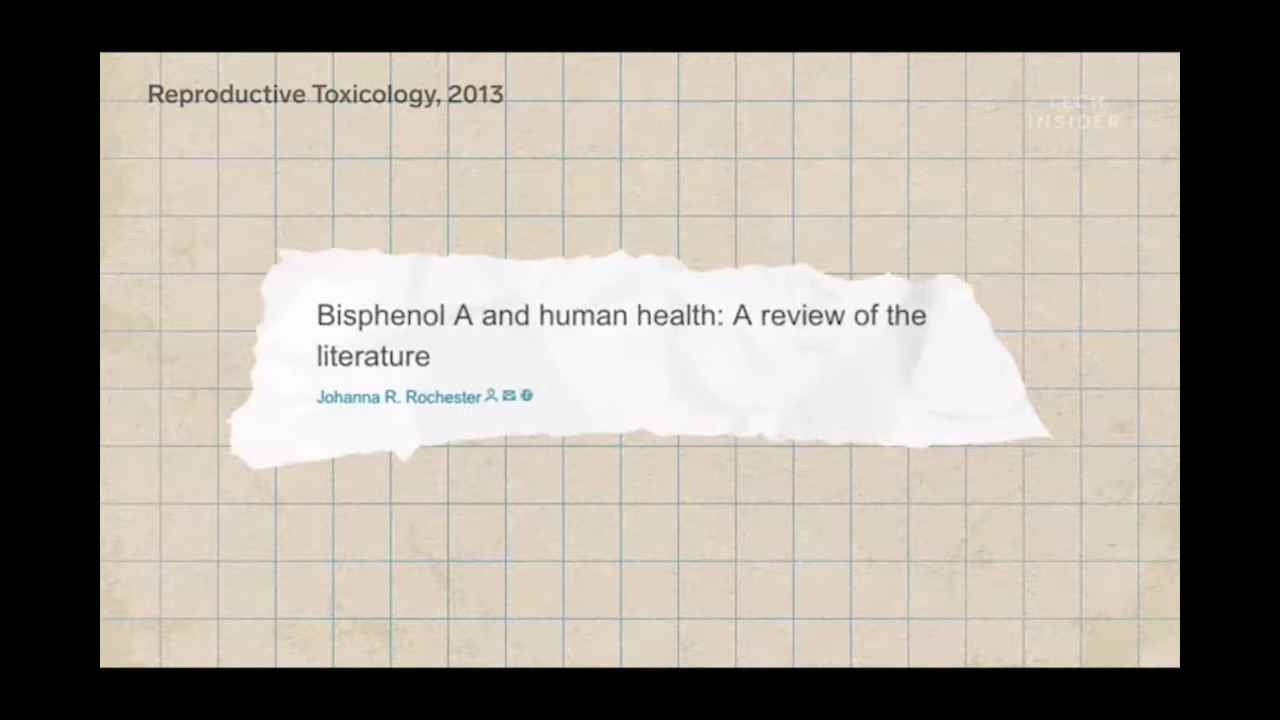 Reproductive Toxicology, 2013
TECH
INSIDER
Bisphenol A and human health: A review of the
literature
Johanna R. Rochester